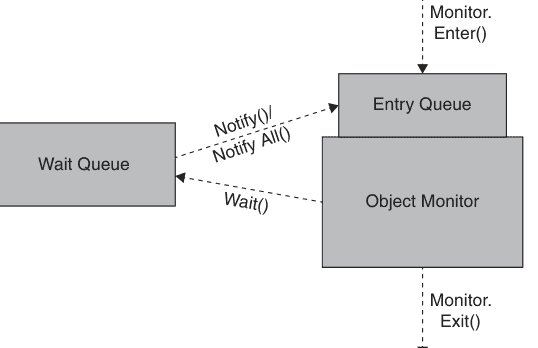 Monitor.
Enter()
Entry Queue
Notify()/
Notify All()
Wait Queue
Wait()
Object Monitor
Monitor.
Exit()